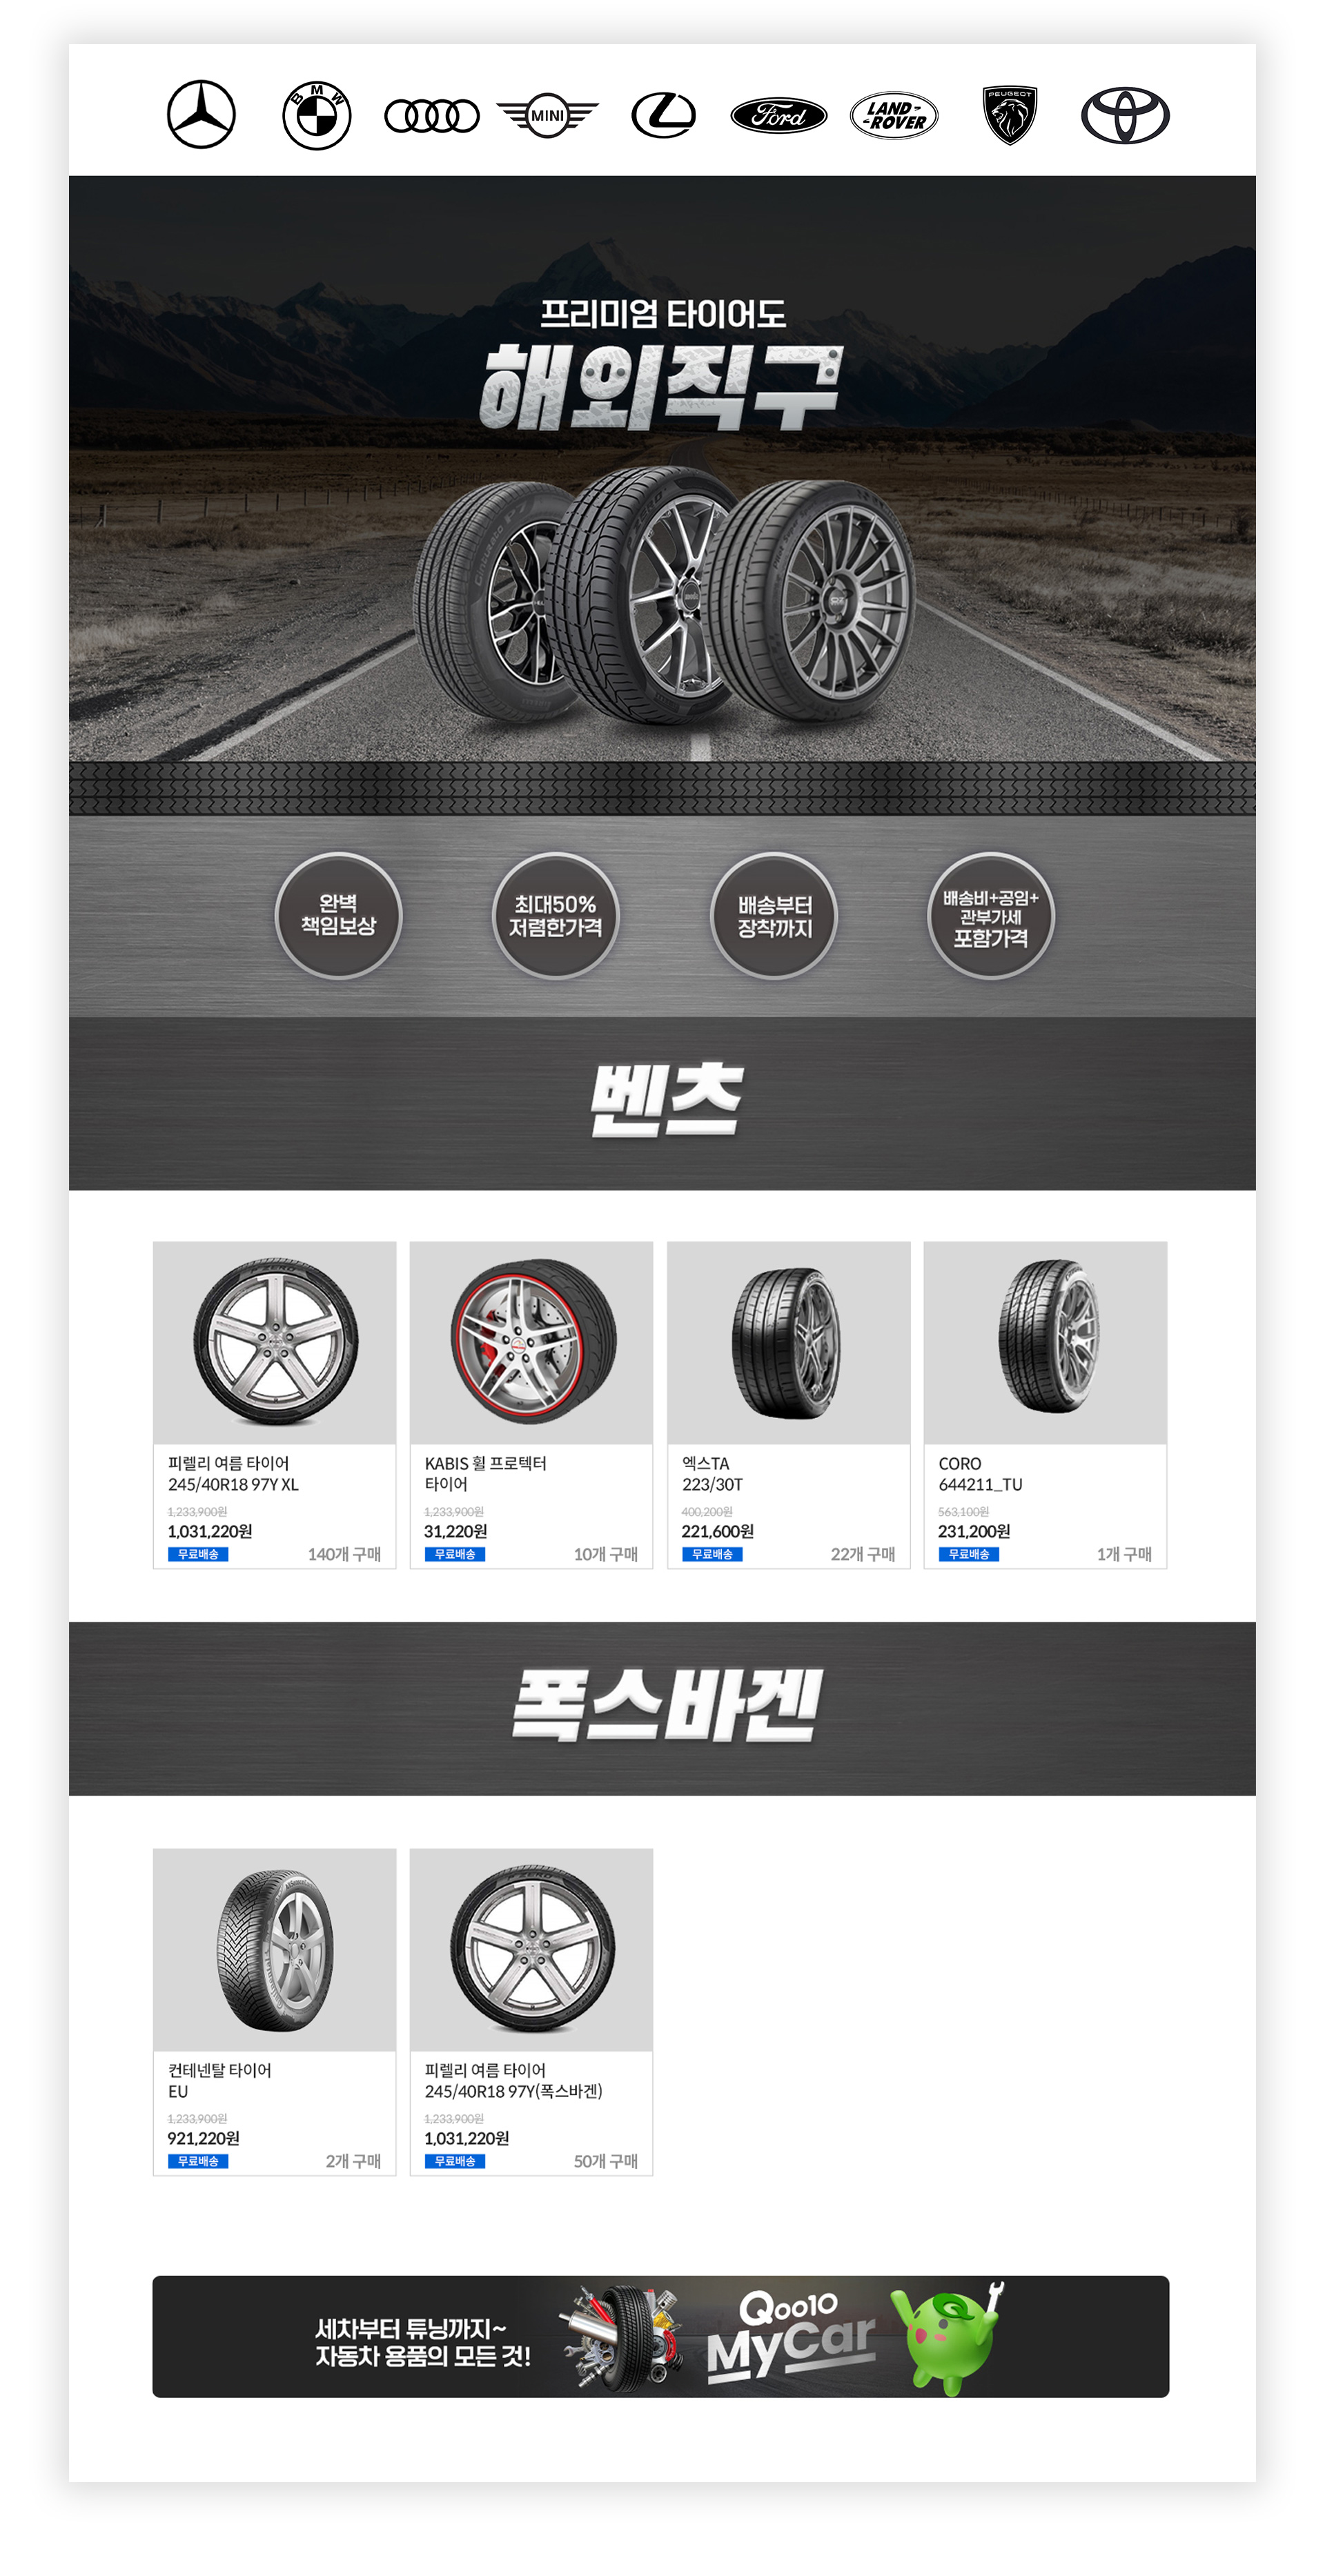 BMW
MINI
Ford
LAND-
-ROVER
PEUGEOT
프리미엄 타이어도
해외직구
완벽
책임보상
최대50%
저렴한가격
배송부터
장착까지
배송비+공임+
관부가세
포함가격
벤츠
피렐리 여름 타이어
245/40R18 97Y XL
1,233,900원
1,031,220원
무료배송
140개 구매
KABIS 휠 프로텍터
타이어
1,233,900원
31,220원
무료배송
10개 구매
엑스TA
223/30T
400,200원
221,600원
무료배송
22개 구매
CORO
644211_TU
563,100원
231,200원
무료배송
1개 구매
폭스바겐
컨테넨탈 타이어
EU
1,233,900원
921,220원
무료배송
2개 구매
피렐리 여름 타이어
245/40R18 97Y(폭스바겐)
1,233,900원
1,031,220원
무료배송
50개 구매
세차부터 튜닝까지~
자동차 용품의 모든 것!
Qoo10
MyCar